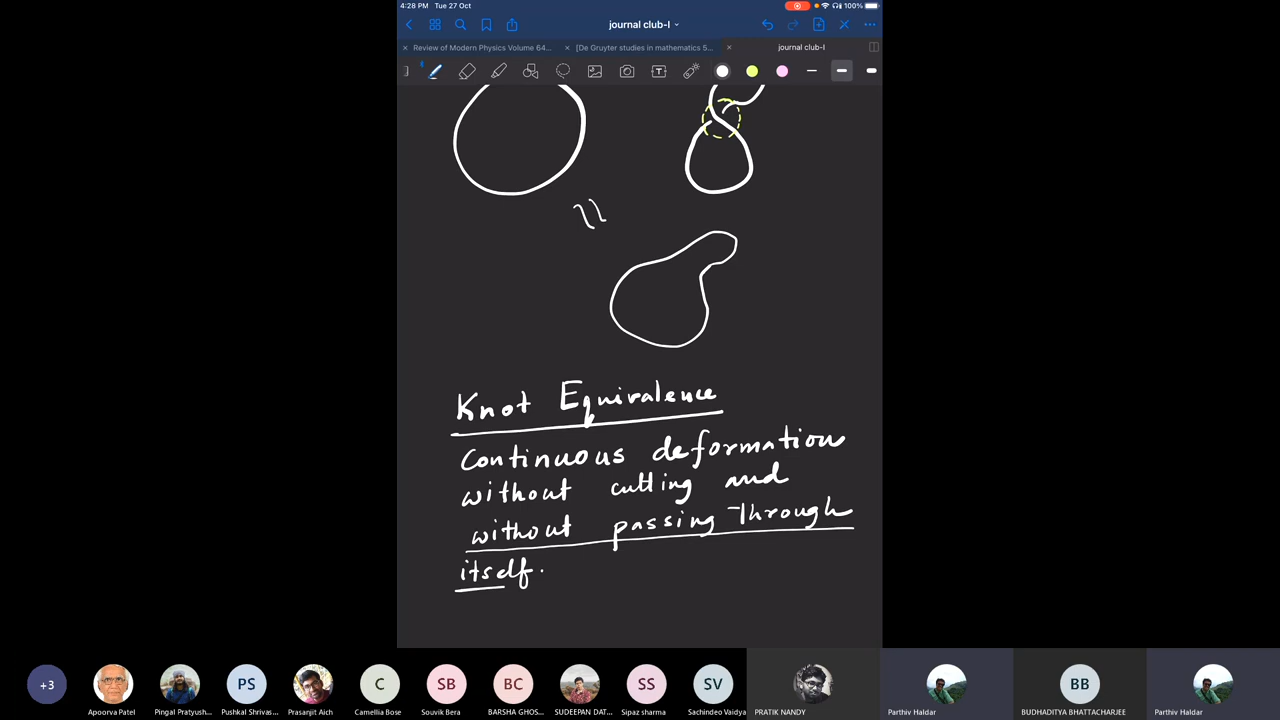 4:28 PM Tue 27 Oct
100%
journal club-I
Review of Modern Physics Volume 64...
[De Gruyter studies in mathematics 5...
journal club-I
Knot Equivalence
Continuous deformation
without cutting and
without passing through
itself.
+3
PS
C
SB
BC
SS
SV
BB
Apoorva Patel
Pingal Pratyush...
Pushkal Shrivas...
Prasanjit Aich
Camellia Bose
Souvik Bera
BARSHA GHOS...
SUDEEPAN DAT...
Sipaz sharma
Sachindeo Vaidya
PRATIK NANDY
Parthiv Haldar
BUDHADITYA BHATTACHARJEE
Parthiv Haldar